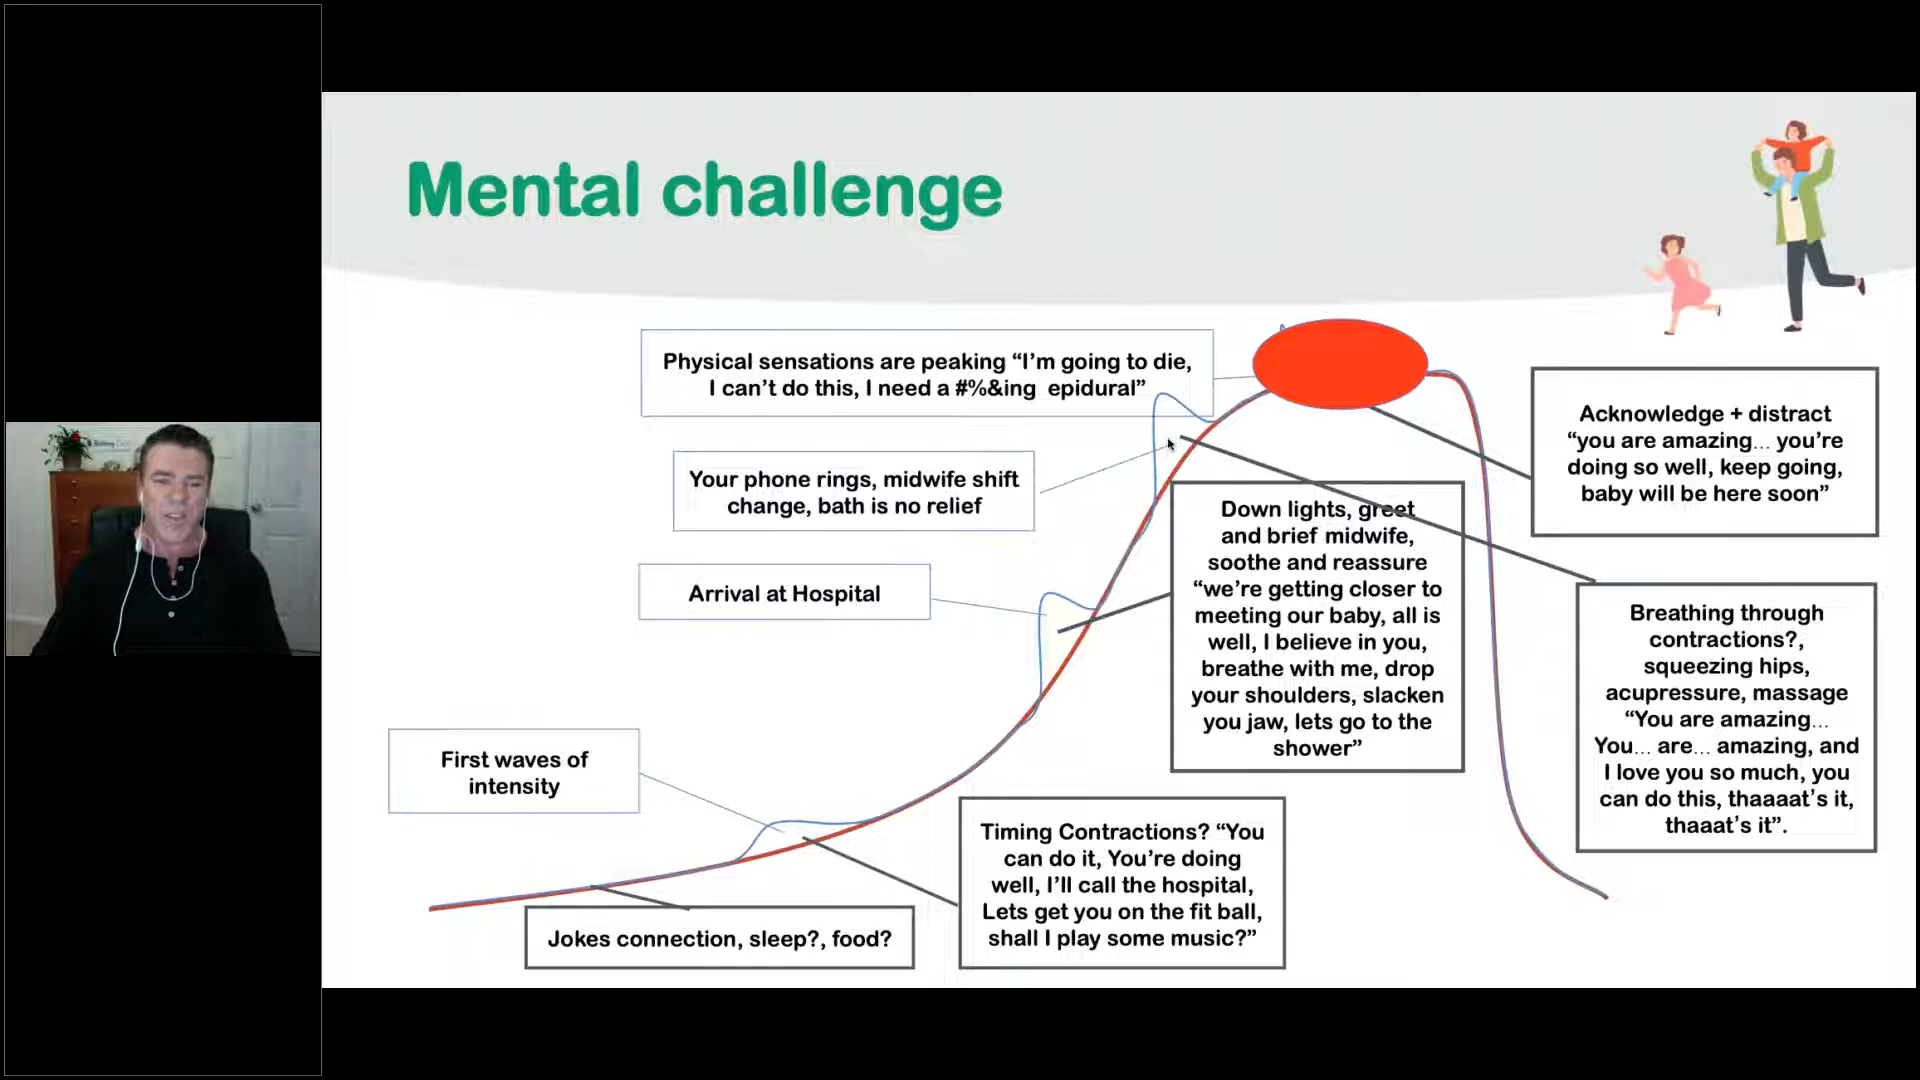 Mental challenge
Physical sensations are peaking “I’m going to die,
I can’t do this, I need a #%&ing epidural”
Your phone rings, midwife shift
change, bath is no relief
Arrival at Hospital
First waves of
intensity
Jokes connection, sleep?, food?
Timing Contractions? “You
can do it, You’re doing
well, I’ll call the hospital,
Lets get you on the fit ball,
shall I play some music?”
Down lights, greet
and brief midwife,
soothe and reassure
“we’re getting closer to
meeting our baby, all is
well, I believe in you,
breathe with me, drop
your shoulders, slacken
you jaw, lets go to the
shower”
Acknowledge + distract
“you are amazing... you’re
doing so well, keep going,
baby will be here soon”
Breathing through
contractions?,
squeezing hips,
acupressure, massage
“You are amazing...
You... are... amazing, and
I love you so much, you
can do this, thaaaat’s it,
thaaat’s it”.